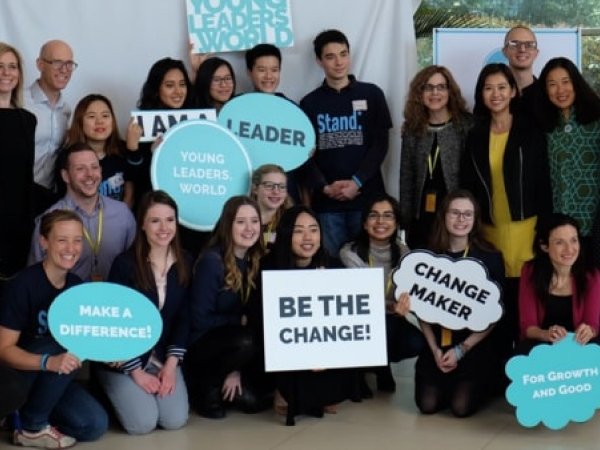 YOUNG
LEADERS.
WORLD
I AM A
LEADER
YOUNG
LEADERS.
WORLD
Stand.
MAKE A
DIFFERENCE!
BE THE
CHANGE!
CHANGE
MAKER
FOR GROWTH
AND GOOD